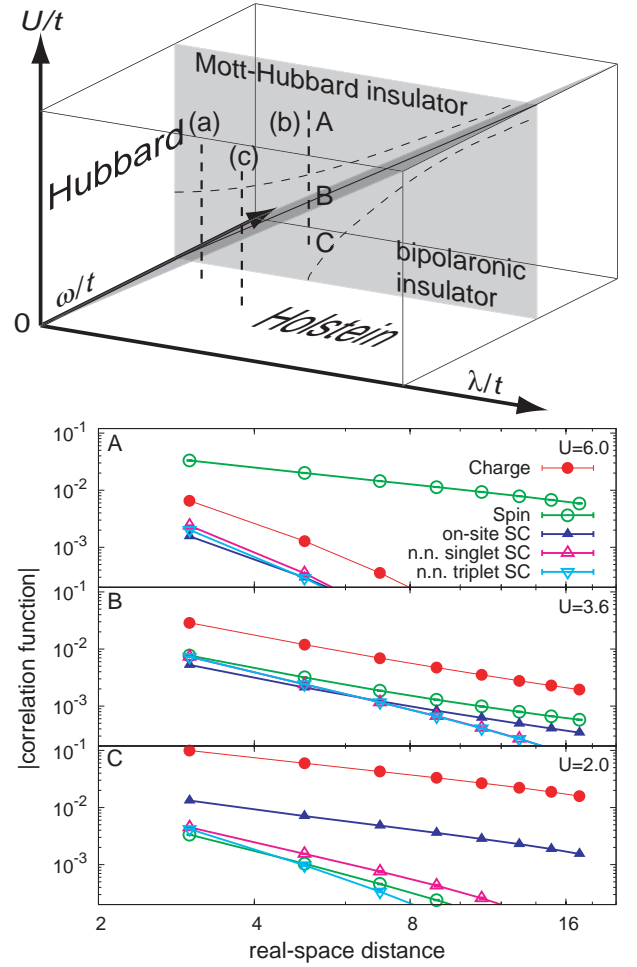 U/t
Mott-Hubbard insulator
(a)
(b)
A
(c)
Hubbard
B
C
bipolaronic
insulator
ω/t
0
Holstein
λ/t
10-1
A
U=6.0
Charge
10-2
Spin
on-site SC
10-3
n.n. singlet SC
n.n. triplet SC
10-1
B
U=3.6
10-2
|correlation function|
10-3
10-1
C
U=2.0
10-2
10-3
2
4
8
16
real-space distance